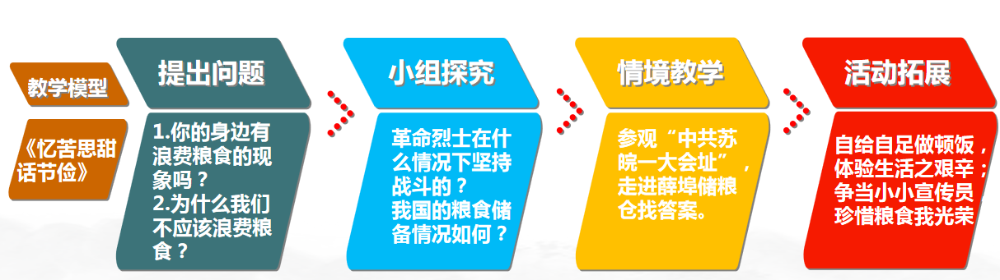 教学模型
《忆苦思甜
话节俭》
提出问题
1.你的身边有
浪费粮食的现
象吗？
2.为什么我们
不应该浪费粮
食？
小组探究
革命烈士在什
么情况下坚持
战斗的？
我国的粮食储
备情况如何？
情境教学
参观“中共苏
皖一大会址”，
走进薛埠储粮
仓找答案。
活动拓展
自给自足做顿饭，
体验生活之艰辛；
争当小小宣传员
珍惜粮食我光荣